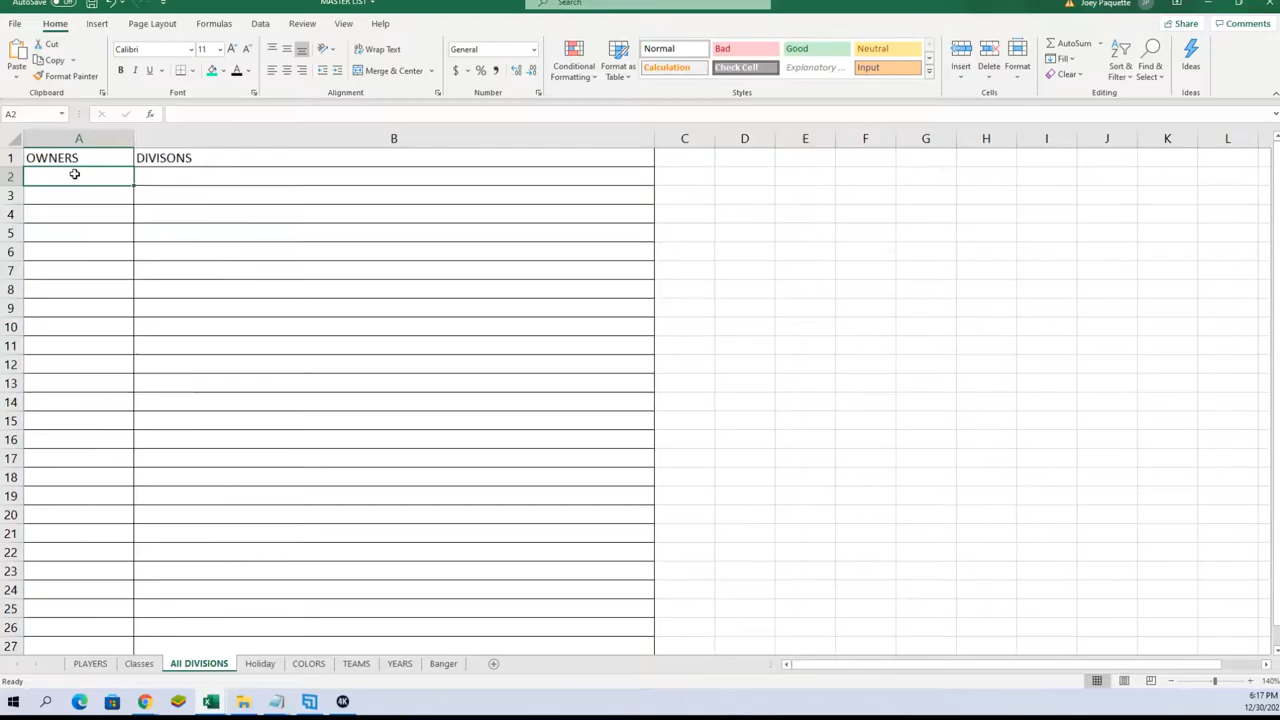 AutoSave Off MASTER LIST Search Joey Paquette JP
File Home Insert Page Layout Formulas Data Review View Help Share Comments
Paste Cut Copy Format Painter Clipboard
Calibri 11 B I U A Font
Wrap Text Merge & Center Alignment
General $ % Number
Conditional Formatting Format as Table
Normal Bad Good Neutral
Calculation Check Cell Explanatory ... Input
Styles
Insert Delete Format Cells
AutoSum Fill Clear Sort & Filter Find & Select Editing
Ideas Ideas
A2 fx
A B C D E F G H I J K L
1 OWNERS DIVISONS
2
3
4
5
6
7
8
9
10
11
12
13
14
15
16
17
18
19
20
21
22
23
24
25
26
27
PLAYERS Classes All DIVISIONS Holiday COLORS TEAMS YEARS Banger
Ready 140%
4K 6:17 PM
12/30/202